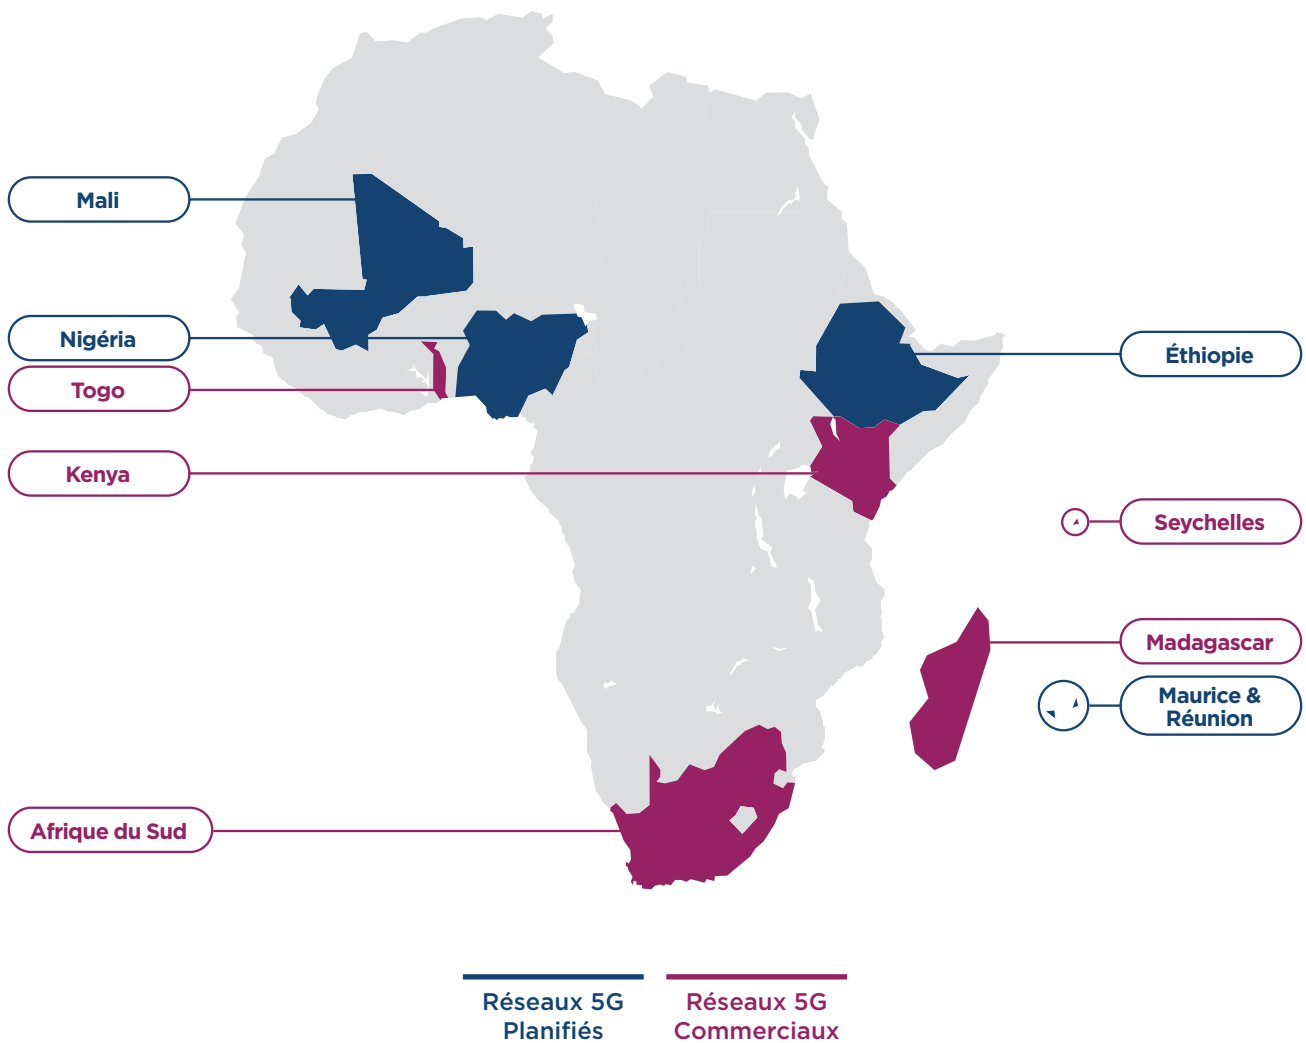 Mali
Nigéria
Togo
Kenya
Afrique du Sud
Éthiopie
Seychelles
Madagascar
Maurice &
Réunion
Réseaux 5G
Planifiés
Réseaux 5G
Commerciaux